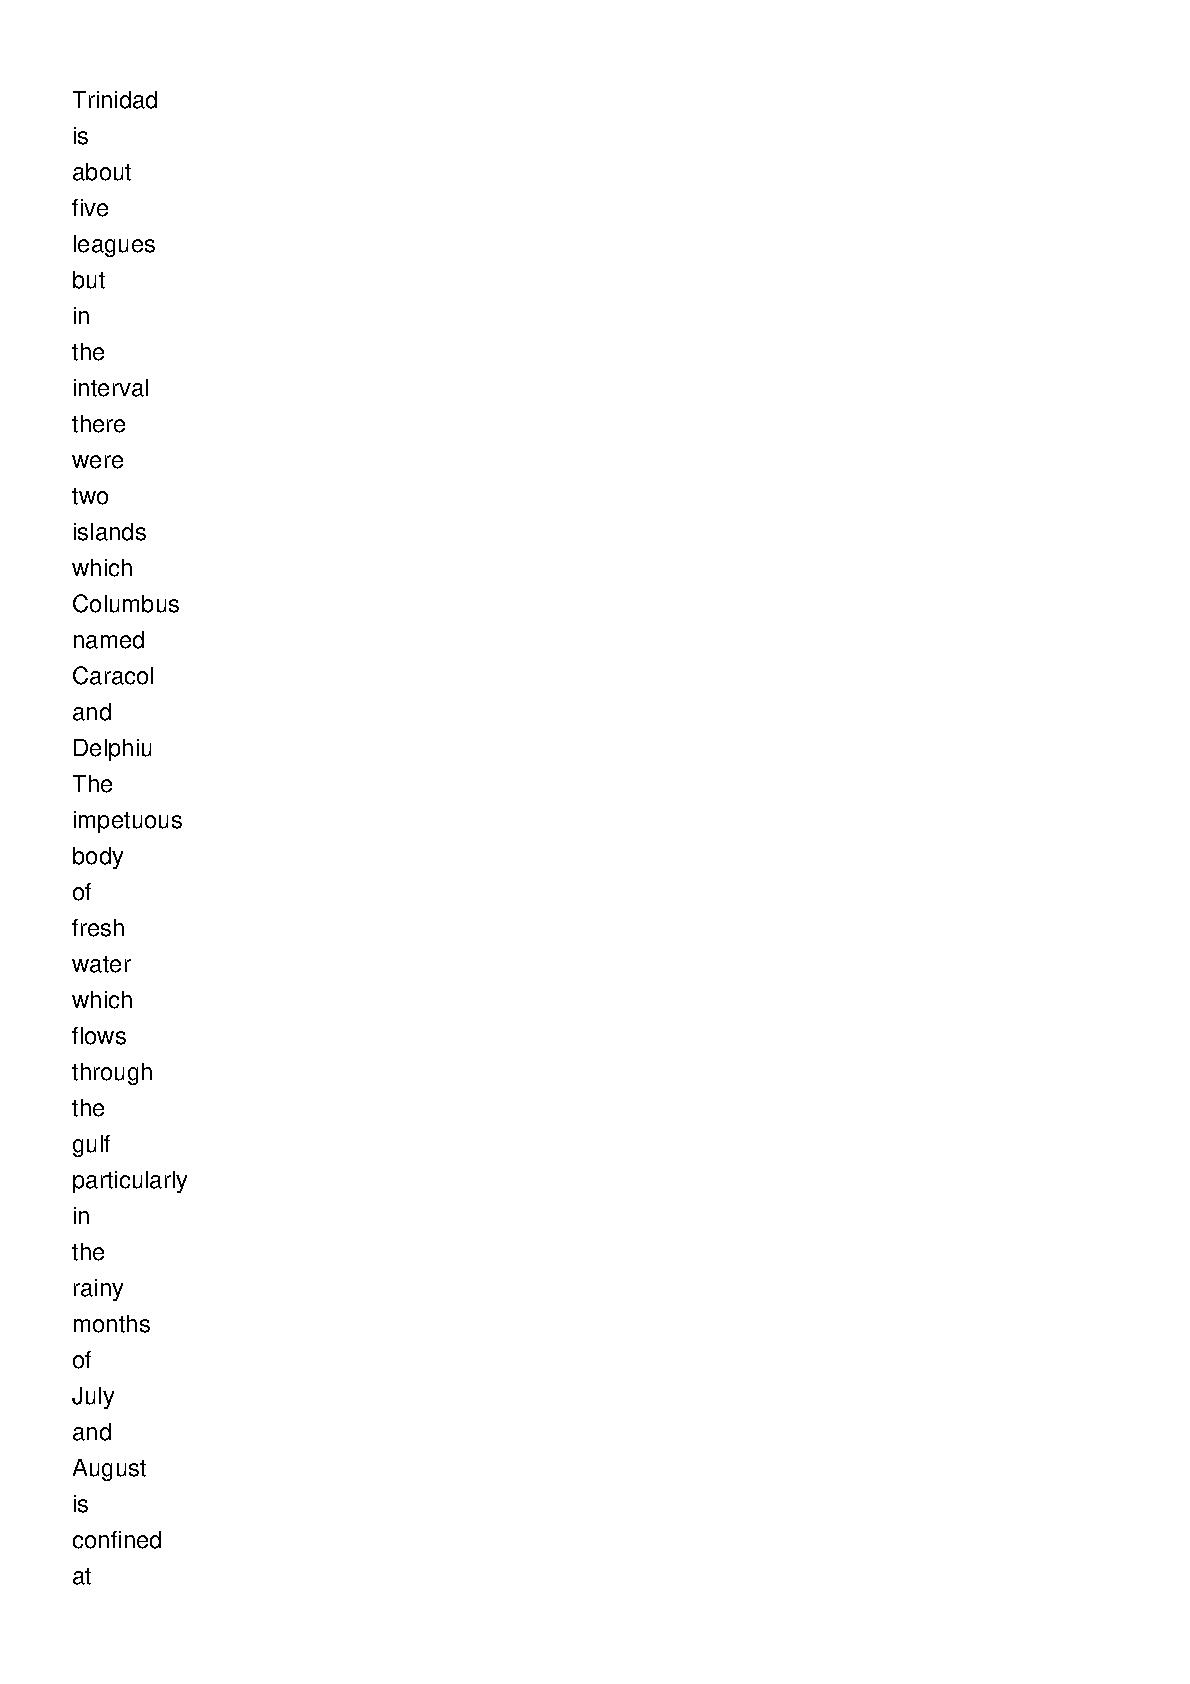 Trinidad
is
about
five
leagues
but
in
the
interval
there
were
two
islands
which
Columbus
named
Caracol
and
Delphiu
The
impetuous
body
of
fresh
water
which
flows
through
the
gulf
particularly
in
the
rainy
months
of
July
and
August
is
confined
at